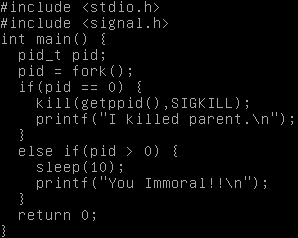 #include <stdio.h>
#include <signal.h>
int main() {
  pid_t pid;
  pid = fork();
  if(pid == 0) {
    kill(getppid(),SIGKILL);
    printf("I killed parent.\n");
  }
  else if(pid > 0) {
    sleep(10);
    printf("You Immoral!!\n");
  }
  return 0;
}